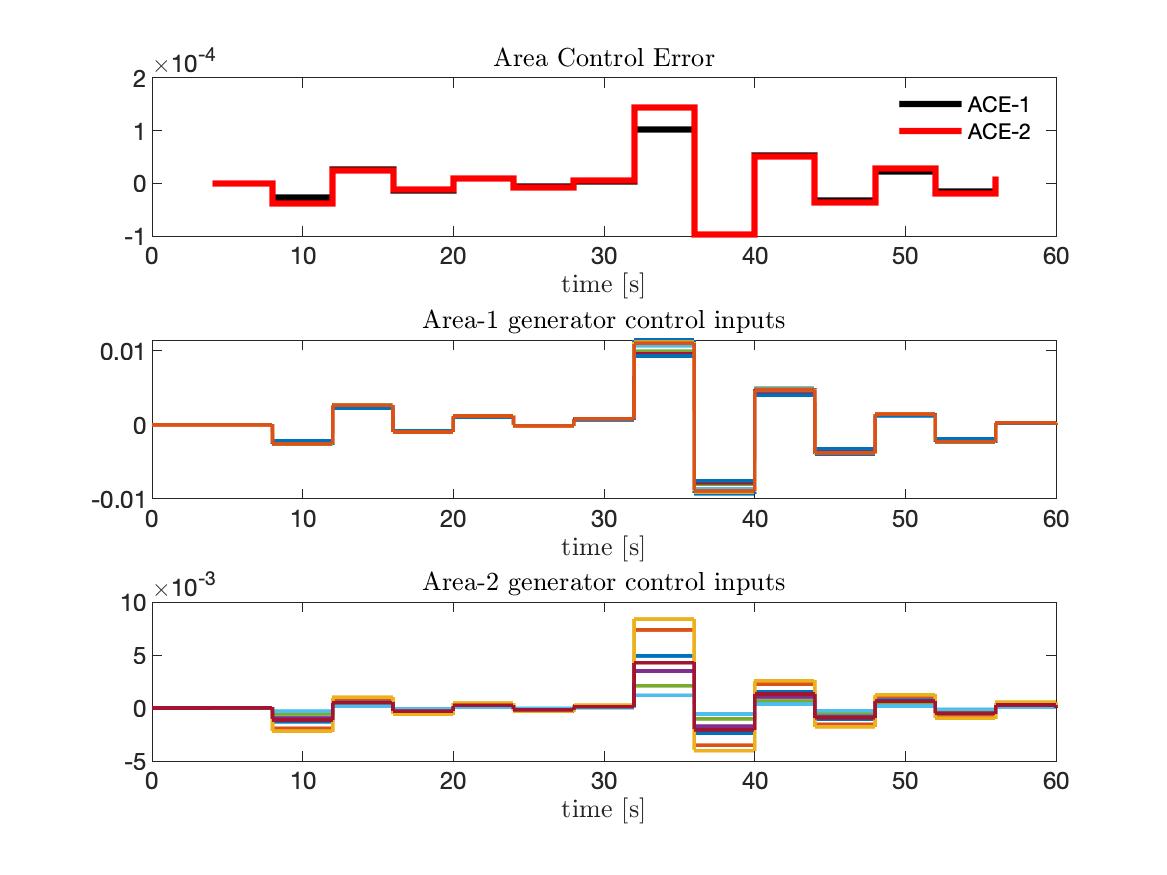 Area Control Error
×10-4
2
1
0
-1
ACE-1
ACE-2
0 10 20 30 40 50 60
time [s]
Area-1 generator control inputs
0.01
0
-0.01
0 10 20 30 40 50 60
time [s]
Area-2 generator control inputs
×10-3
10
5
0
-5
0 10 20 30 40 50 60
time [s]